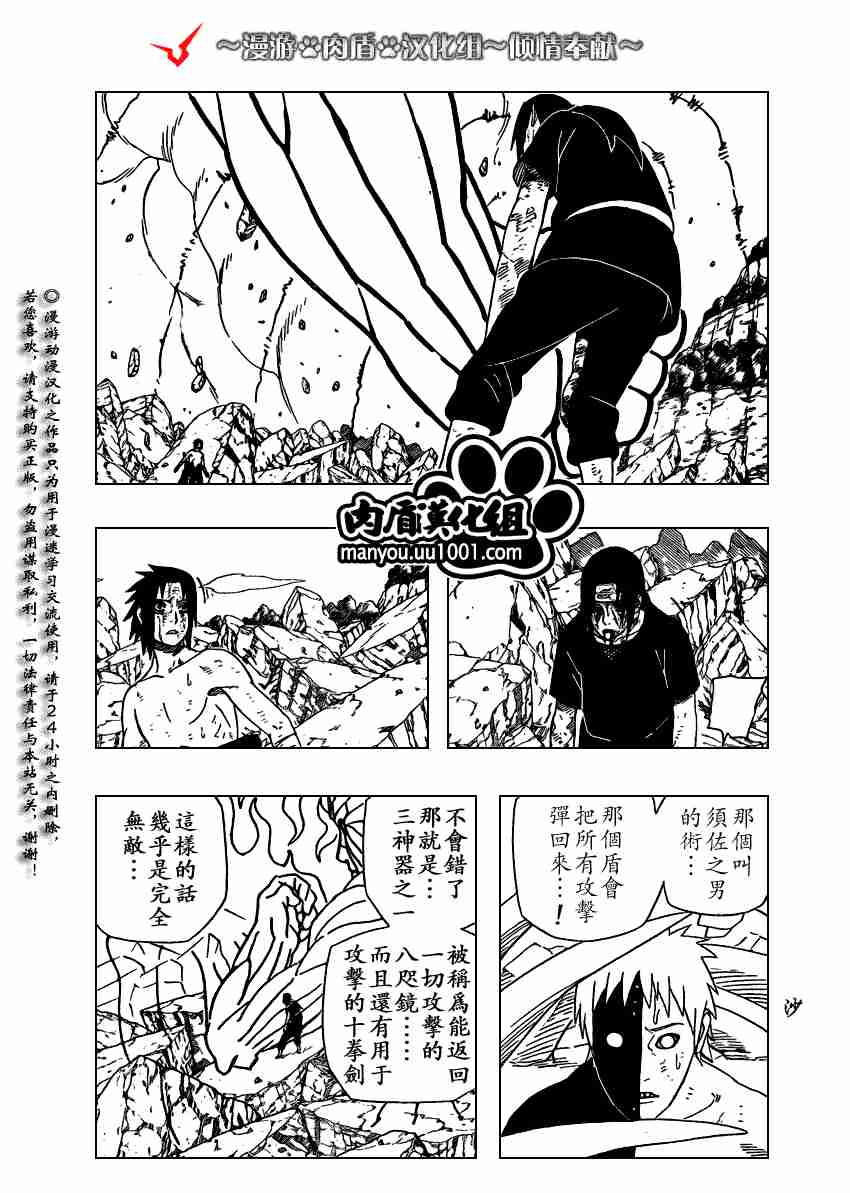 ～漫游 肉盾 汉化组～倾情奉献～
◎漫游动漫汉化之作品只为用于漫迷学习交流使用，请于24小时之内删除，
若您喜欢，请支持购买正版，勿盗用谋取私利，一切法律责任与本站无关，谢谢！
肉盾漢化组
manyou.uu1001.com
那個叫
須佐之男
的術…
那個盾會
把所有攻擊
彈回來…！
沙
不會錯了
那就是…
三神器之一
被稱爲能返回
一切攻擊的
八咫鏡……
而且還有用于
攻擊的十拳劍
這樣的話
幾乎是完全
無敵…